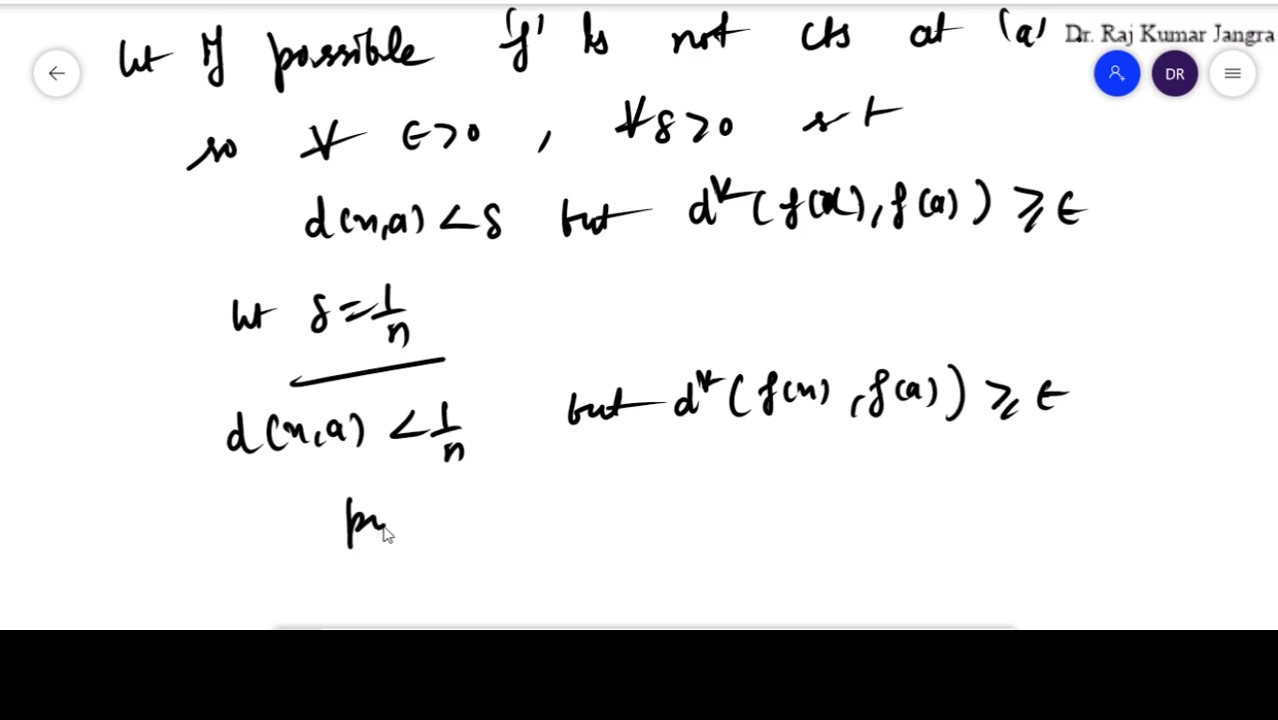 let If possible 'f' is not cts at 'a' Dr. Raj Kumar Jangra
DR
so ∀ ε>0 , ∀ δ>0 s t
d(x,a) < δ but d*(f(x), f(a)) ≥ ε
let δ = 1/n
d(x,a) < 1/n but d*(f(x), f(a)) ≥ ε